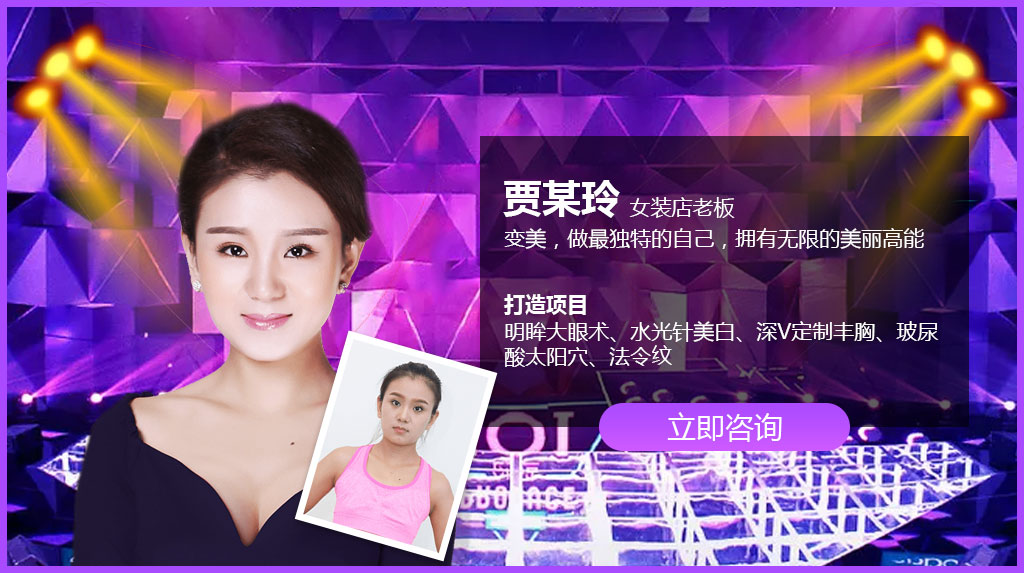 贾某玲 女装店老板
变美，做最独特的自己，拥有无限的美丽高能
打造项目
明眸大眼术、水光针美白、深V定制丰胸、玻尿
酸太阳穴、法令纹
立即咨询